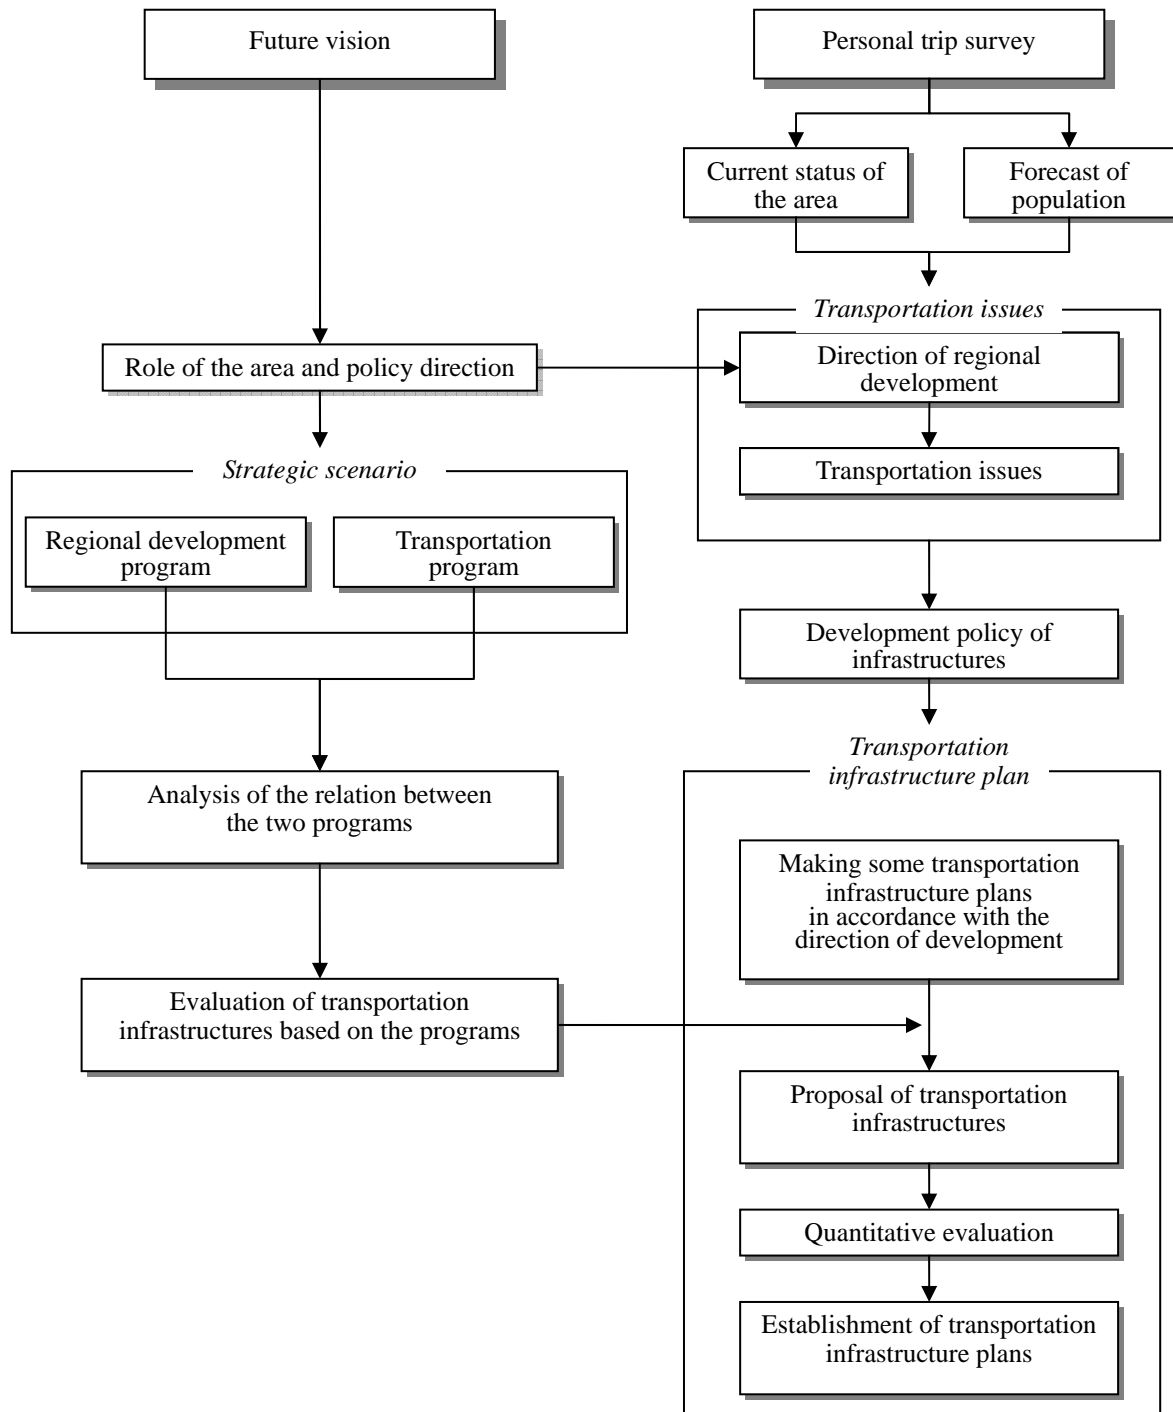 Future vision
Personal trip survey
Current status of
the area
Forecast of
population
Transportation issues
Role of the area and policy direction
Direction of regional
development
Strategic scenario
Transportation issues
Regional development
program
Transportation
program
Development policy of
infrastructures
Transportation
infrastructure plan
Analysis of the relation between
the two programs
Making some transportation
infrastructure plans
in accordance with the
direction of development
Evaluation of transportation
infrastructures based on the programs
Proposal of transportation
infrastructures
Quantitative evaluation
Establishment of transportation
infrastructure plans